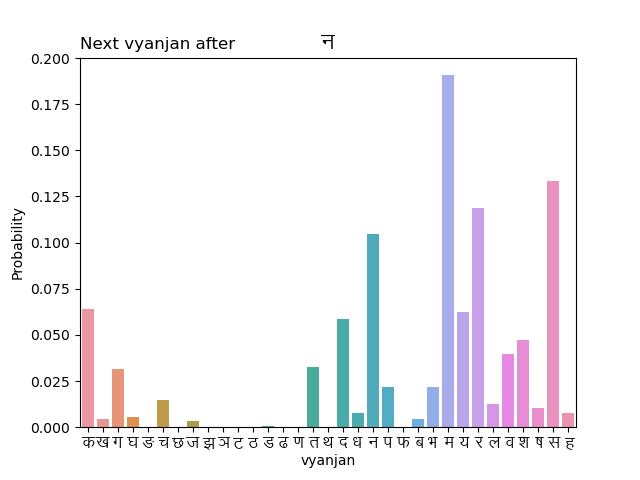 Next vyanjan after न
0.200
0.175
0.150
0.125
0.100
0.075
0.050
0.025
0.000
Probability
क ख ग घ ङ च छ ज झ ञ ट ठ ड ढ ण त थ द ध न प फ ब भ म य र ल व श ष स ह
vyanjan